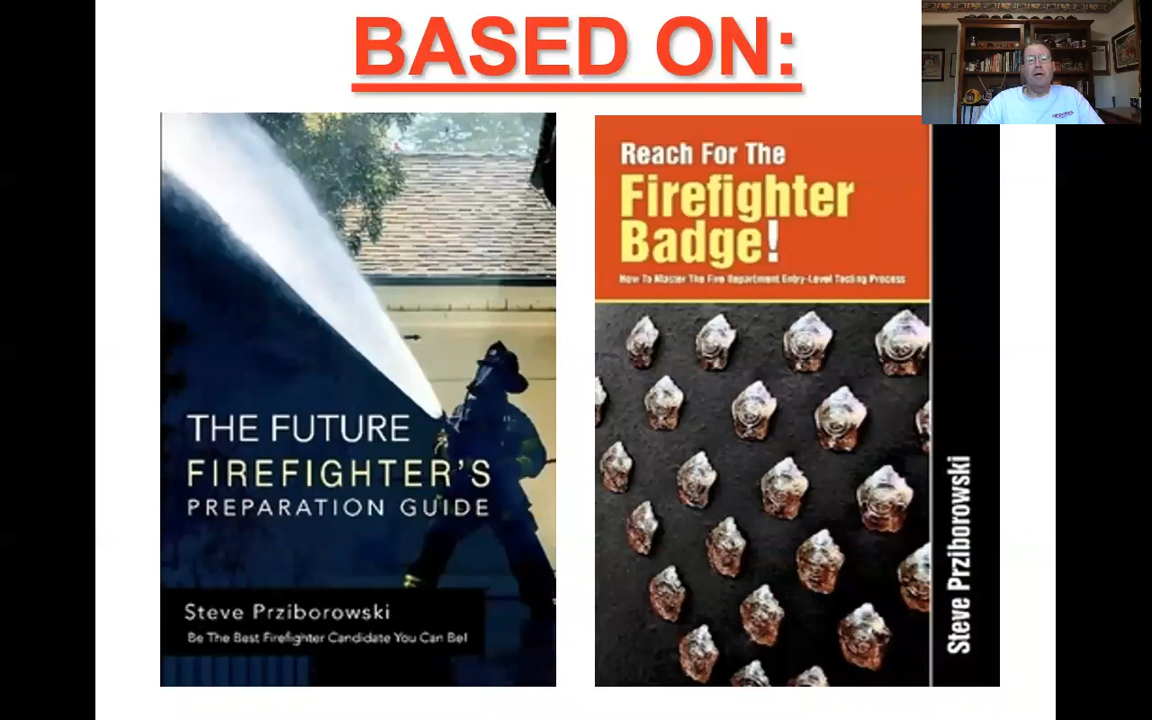 BASED ON:
THE FUTURE
FIREFIGHTER'S
PREPARATION GUIDE
Steve Prziborowski
Be The Best Firefighter Candidate You Can Be!
Reach For The
Firefighter
Badge!
How To Master The Fire Department Entry-Level Testing Process
Steve Prziborowski